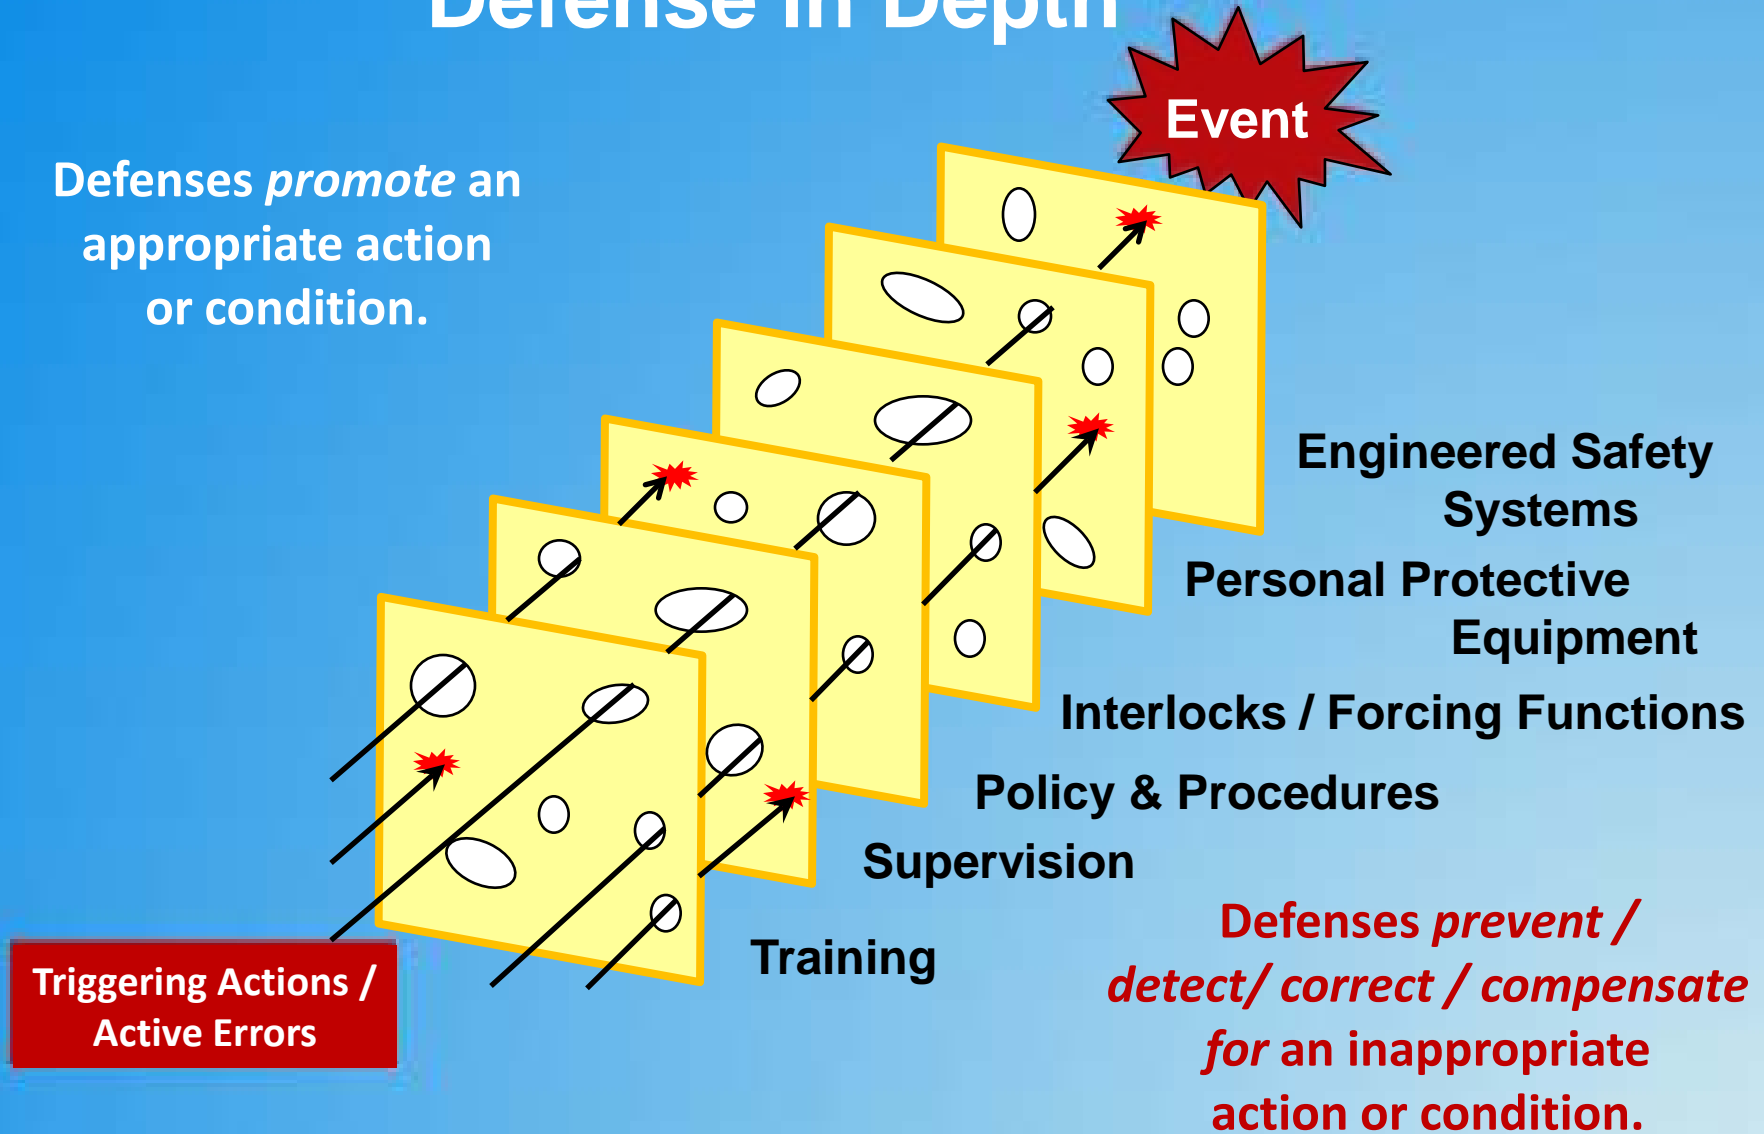 Defense in Depth
Event
Defenses promote an
appropriate action
or condition.
Engineered Safety
Systems
Personal Protective
Equipment
Interlocks / Forcing Functions
Policy & Procedures
Supervision
Training
Triggering Actions /
Active Errors
Defenses prevent /
detect/ correct / compensate
for an inappropriate
action or condition.